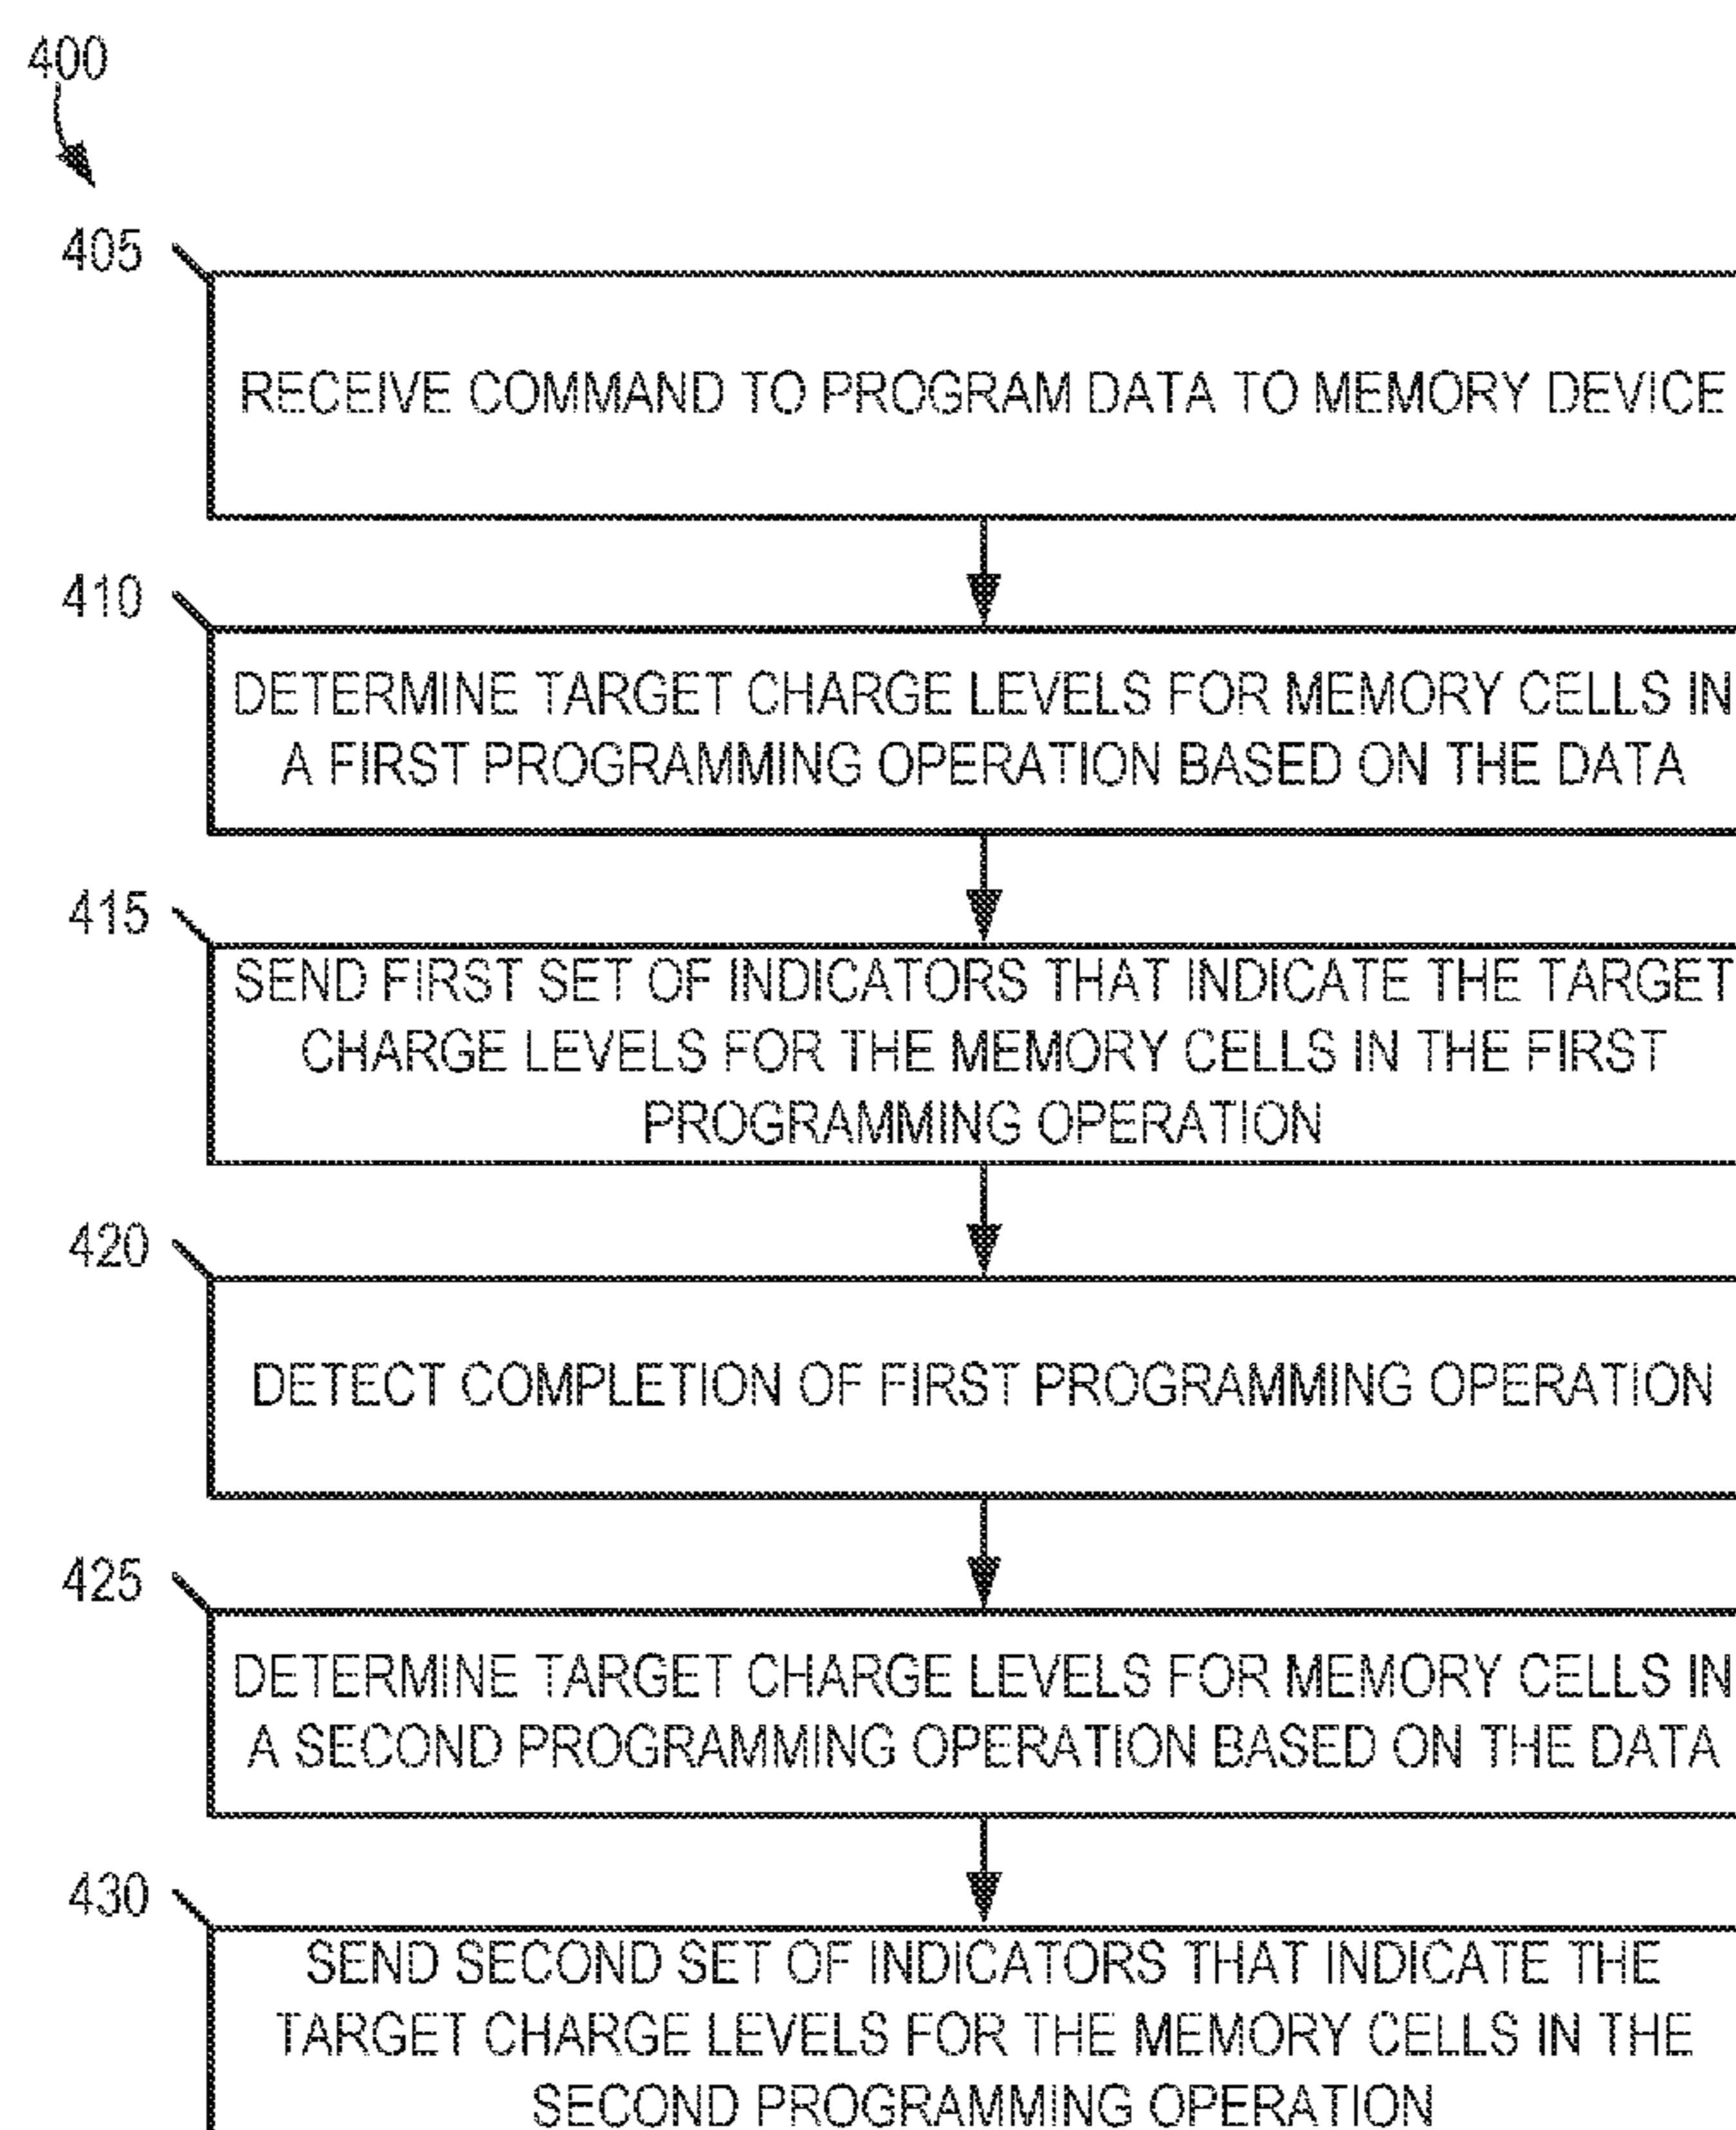 400
405
RECEIVE COMMAND TO PROGRAM DATA TO MEMORY DEVICE
410
DETERMINE TARGET CHARGE LEVELS FOR MEMORY CELLS IN
A FIRST PROGRAMMING OPERATION BASED ON THE DATA
415
SEND FIRST SET OF INDICATORS THAT INDICATE THE TARGET
CHARGE LEVELS FOR THE MEMORY CELLS IN THE FIRST
PROGRAMMING OPERATION
420
DETECT COMPLETION OF FIRST PROGRAMMING OPERATION
425
DETERMINE TARGET CHARGE LEVELS FOR MEMORY CELLS IN
A SECOND PROGRAMMING OPERATION BASED ON THE DATA
430
SEND SECOND SET OF INDICATORS THAT INDICATE THE
TARGET CHARGE LEVELS FOR THE MEMORY CELLS IN THE
SECOND PROGRAMMING OPERATION